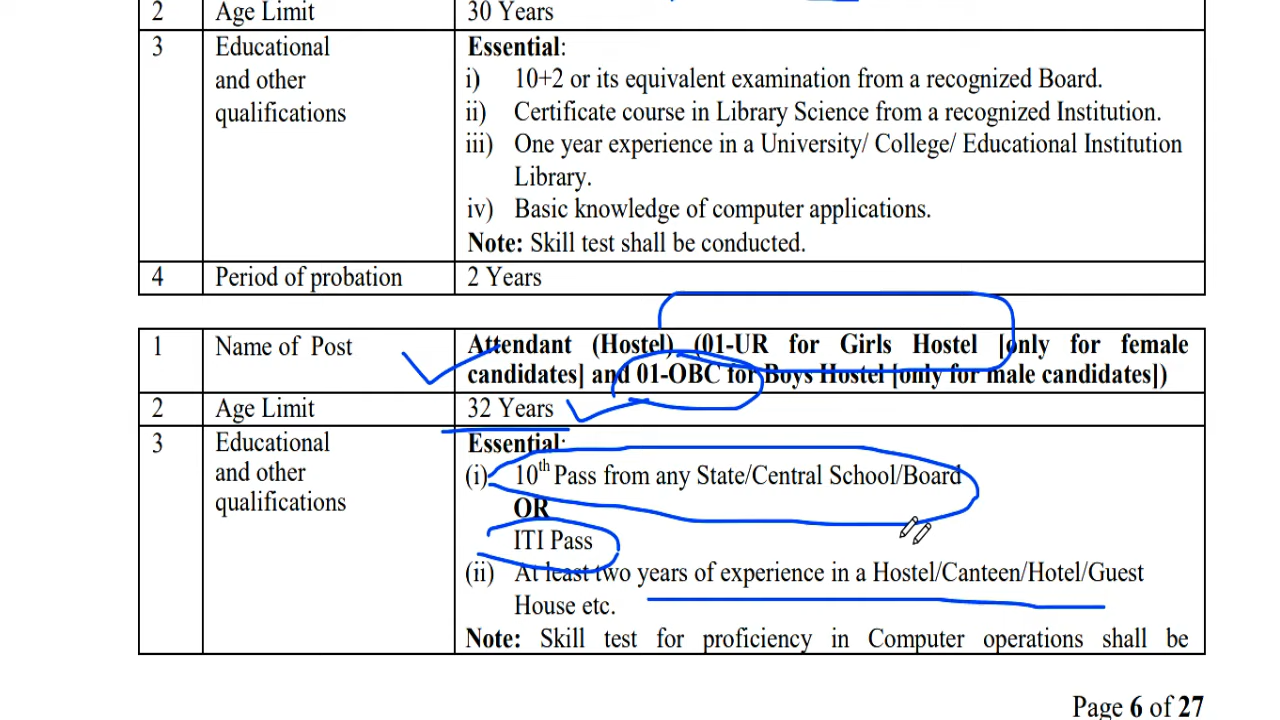 2 Age Limit 30 Years
3 Educational and other qualifications Essential:
i) 10+2 or its equivalent examination from a recognized Board.
ii) Certificate course in Library Science from a recognized Institution.
iii) One year experience in a University/ College/ Educational Institution
Library.
iv) Basic knowledge of computer applications.
Note: Skill test shall be conducted.
4 Period of probation 2 Years
1 Name of Post Attendant (Hostel) (01-UR for Girls Hostel [only for female
candidates] and 01-OBC for Boys Hostel [only for male candidates])
2 Age Limit 32 Years
3 Educational and other qualifications Essential:
(i) 10th Pass from any State/Central School/Board
OR
ITI Pass
(ii) At least two years of experience in a Hostel/Canteen/Hotel/Guest
House etc.
Note: Skill test for proficiency in Computer operations shall be
Page 6 of 27